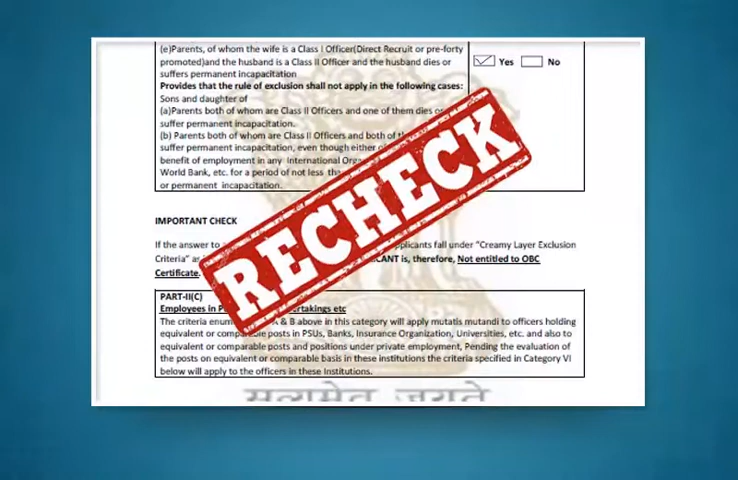 (e)Parents, of whom the wife is a Class I Officer(Direct Recruit or pre-forty
promoted)and the husband is a Class II Officer and the husband dies or
suffers permanent incapacitation
Yes No
Provides that the rule of exclusion shall not apply in the following cases:
Sons and daughter of
(a)Parents both of whom are Class II Officers and one of them dies or
suffer permanent incapacitation.
(b) Parents both of whom are Class II Officers and both of
suffer permanent incapacitation, even though either
benefit of employment in any International
World Bank, etc. for a period of not less
or permanent incapacitation.
RECHECK
IMPORTANT CHECK
If the answer to applicants fall under “Creamy Layer Exclusion
Criteria” is, therefore, Not entitled to OBC
Certificate.
PART-II(C)
Employees in etc
The criteria A & B above in this category will apply mutatis mutandi to officers holding
equivalent or comparable posts in PSUs, Banks, Insurance Organization, Universities, etc. and also to
equivalent or comparable posts and positions under private employment, Pending the evaluation of
the posts on equivalent or comparable basis in these institutions the criteria specified in Category VI
below will apply to the officers in these Institutions.
सत्यमेव जयते